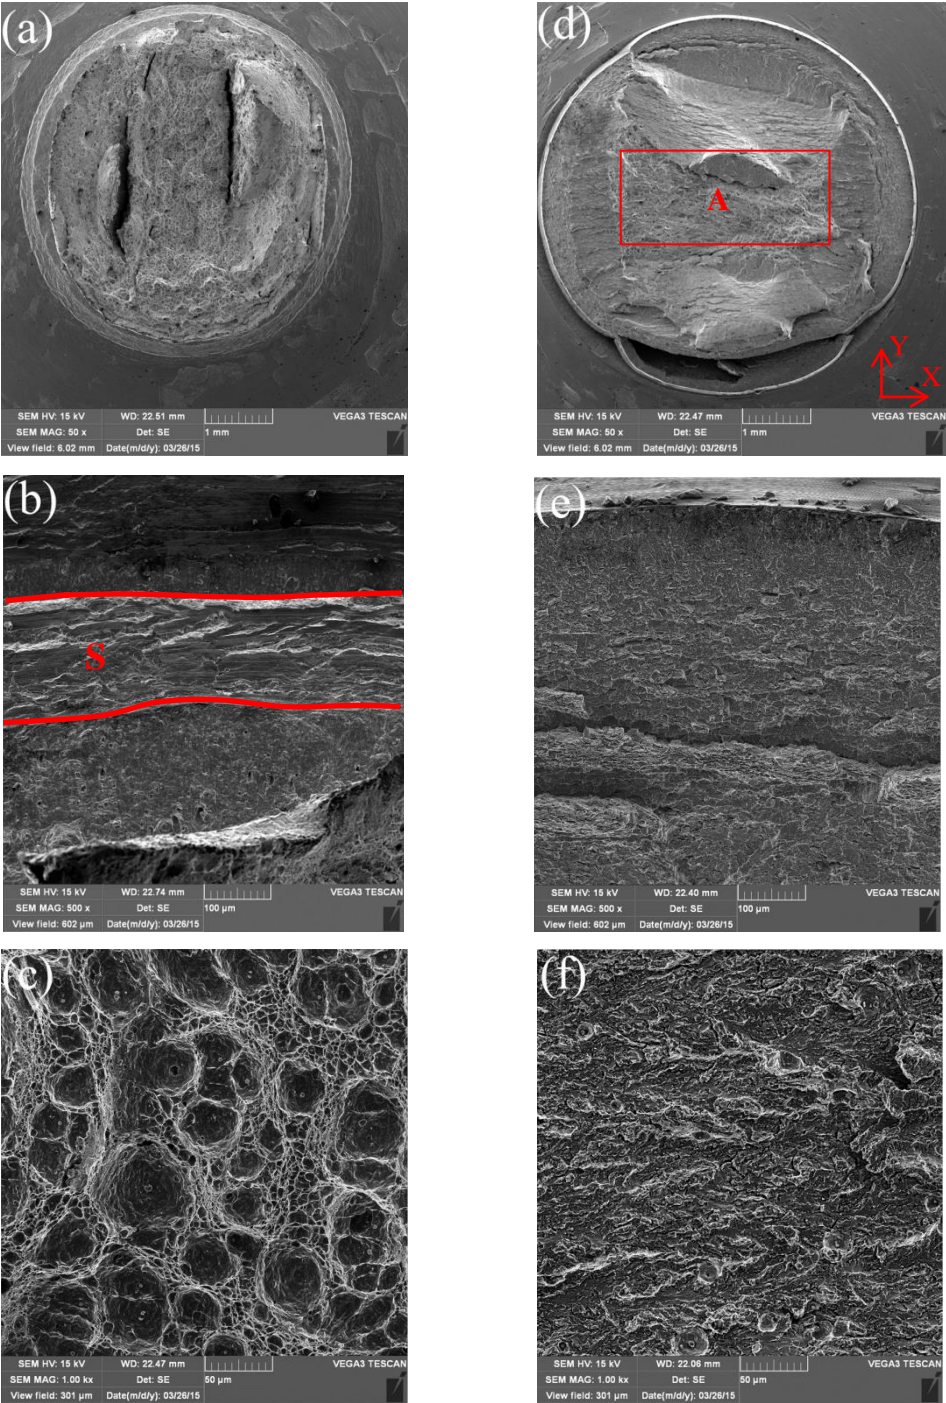 (a)
SEM HV: 15 kV WD: 22.51 mm VEGA3 TESCAN
SEM MAG: 50 x Det: SE 1 mm
View field: 6.02 mm Date(m/d/y): 03/26/15
(d)
A
Y
X
SEM HV: 15 kV WD: 22.47 mm VEGA3 TESCAN
SEM MAG: 50 x Det: SE 1 mm
View field: 6.02 mm Date(m/d/y): 03/26/15
(b)
S
SEM HV: 15 kV WD: 22.74 mm VEGA3 TESCAN
SEM MAG: 500 x Det: SE 100 µm
View field: 602 µm Date(m/d/y): 03/26/15
(e)
SEM HV: 15 kV WD: 22.40 mm VEGA3 TESCAN
SEM MAG: 500 x Det: SE 100 µm
View field: 602 µm Date(m/d/y): 03/26/15
(c)
SEM HV: 15 kV WD: 22.47 mm VEGA3 TESCAN
SEM MAG: 1.00 kx Det: SE 50 µm
View field: 301 µm Date(m/d/y): 03/26/15
(f)
SEM HV: 15 kV WD: 22.06 mm VEGA3 TESCAN
SEM MAG: 1.00 kx Det: SE 50 µm
View field: 301 µm Date(m/d/y): 03/26/15